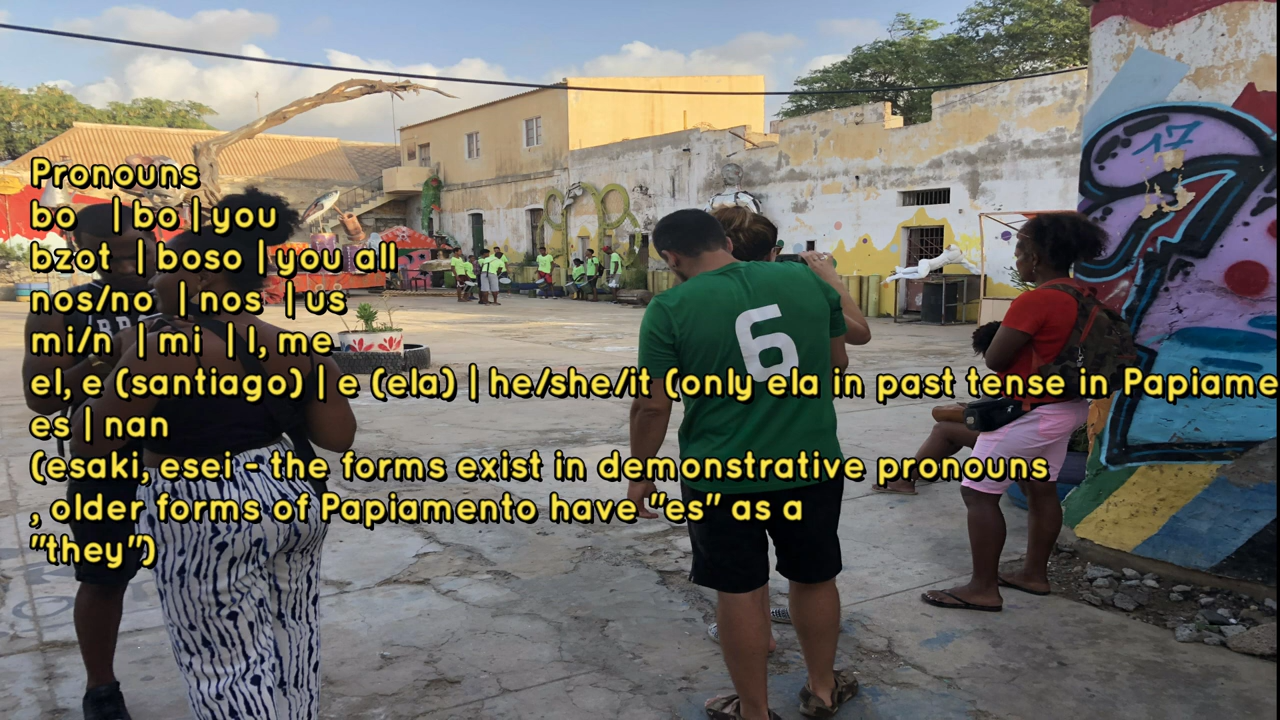 Pronouns
bo | bo | you
bzot | boso | you all
nos/no | nos | us
mi/n | mi | I, me
el, e (santiago) | e (ela) | he/she/it (only ela in past tense in Papiame
es | nan
(esaki, esei - the forms exist in demonstrative pronouns
, older forms of Papiamento have "es" as a
"they")
6
17